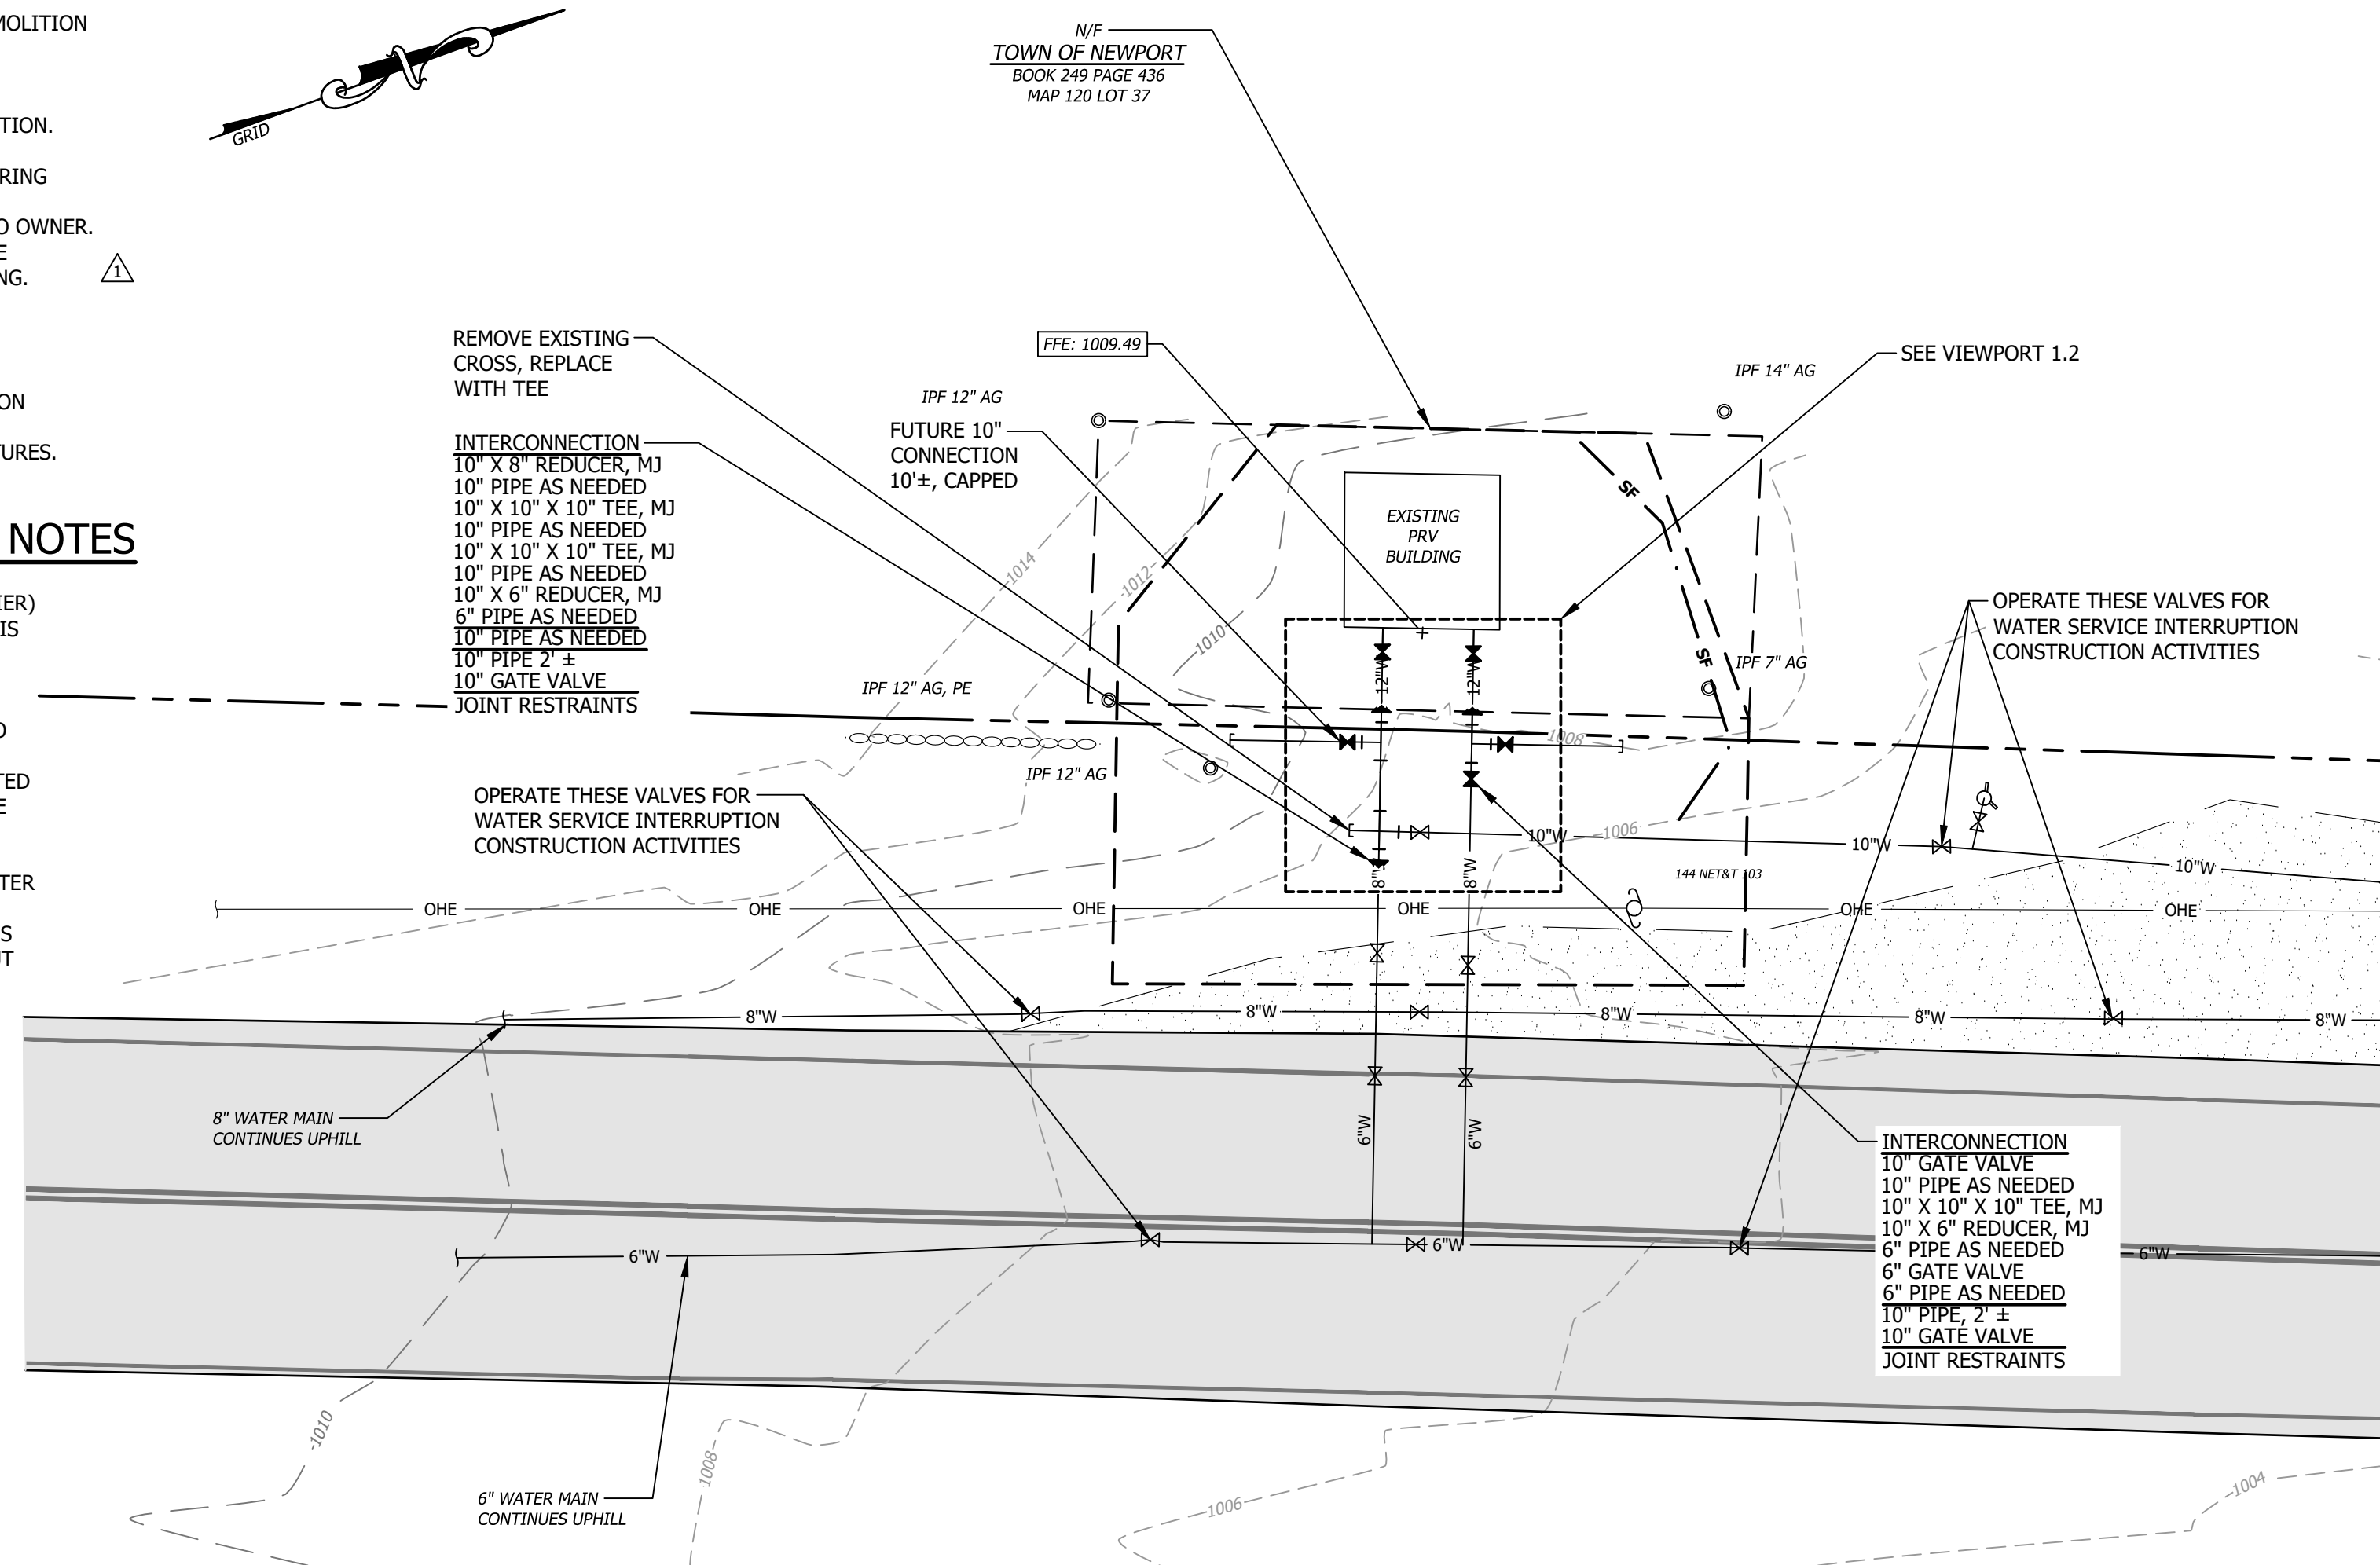 MOLITION
TION.
RING
O OWNER.
E
NG.
1
ON
TURES.
NOTES
IER)
IS
O
TED
E
TER
S
UT
GRID
N/F
TOWN OF NEWPORT
BOOK 249 PAGE 436
MAP 120 LOT 37
REMOVE EXISTING
CROSS, REPLACE
WITH TEE
INTERCONNECTION
10" X 8" REDUCER, MJ
10" PIPE AS NEEDED
10" X 10" X 10" TEE, MJ
10" PIPE AS NEEDED
10" X 10" X 10" TEE, MJ
10" PIPE AS NEEDED
10" X 6" REDUCER, MJ
6" PIPE AS NEEDED
10" PIPE AS NEEDED
10" PIPE 2' ±
10" GATE VALVE
JOINT RESTRAINTS
FFE: 1009.49
IPF 12" AG
FUTURE 10"
CONNECTION
10'±, CAPPED
IPF 14" AG
SEE VIEWPORT 1.2
EXISTING
PRV
BUILDING
SF
SF
1014
1012
1010
12"W
12"W
IPF 7" AG
IPF 12" AG, PE
IPF 12" AG
1008
OPERATE THESE VALVES FOR
WATER SERVICE INTERRUPTION
CONSTRUCTION ACTIVITIES
OPERATE THESE VALVES FOR
WATER SERVICE INTERRUPTION
CONSTRUCTION ACTIVITIES
10"W
1006
10"W
10"W
8"
8"W
144 NET&T 103
OHE
OHE
OHE
OHE
OHE
OHE
8"W
8"W
8"W
8"W
8"W
8" WATER MAIN
CONTINUES UPHILL
6"W
6"W
6"W
6"W
6"W
INTERCONNECTION
10" GATE VALVE
10" PIPE AS NEEDED
10" X 10" X 10" TEE, MJ
10" X 6" REDUCER, MJ
6" PIPE AS NEEDED
6" GATE VALVE
6" PIPE AS NEEDED
10" PIPE, 2' ±
10" GATE VALVE
JOINT RESTRAINTS
1010
1008
1006
1004
6" WATER MAIN
CONTINUES UPHILL